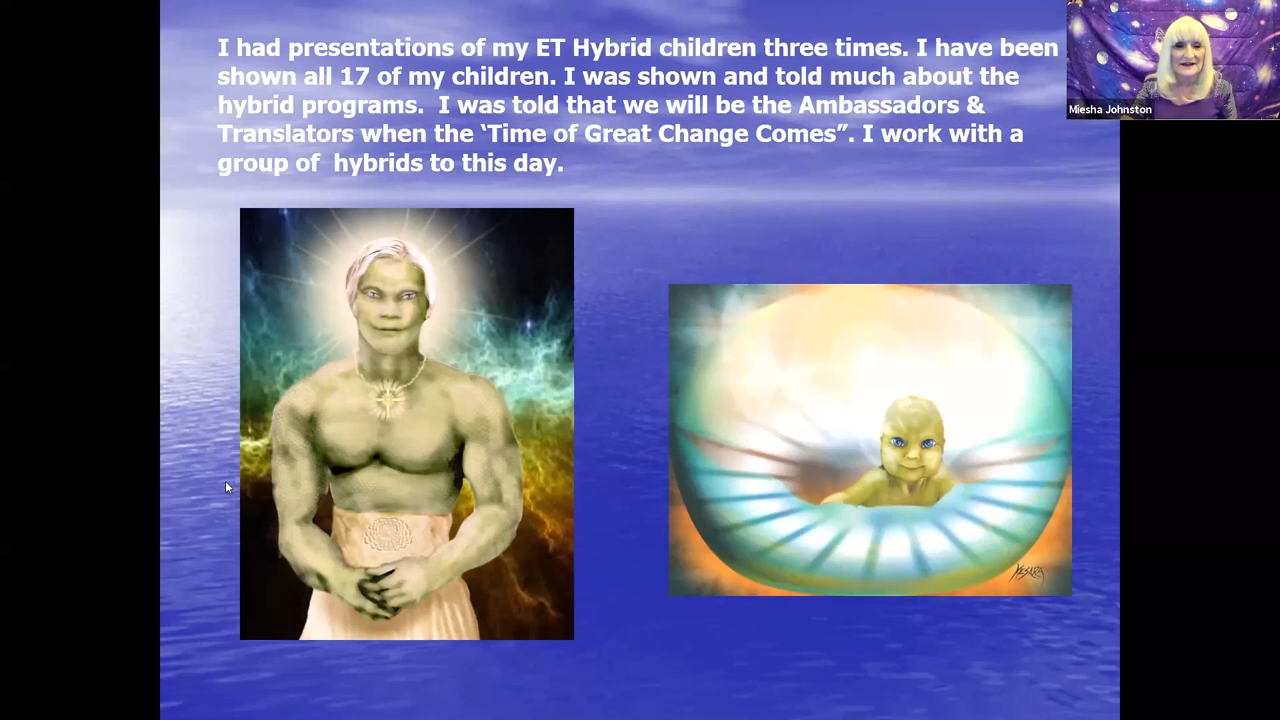 I had presentations of my ET Hybrid children three times. I have been
shown all 17 of my children. I was shown and told much about the
hybrid programs.  I was told that we will be the Ambassadors &
Translators when the ‘Time of Great Change Comes”. I work with a
group of  hybrids to this day.
Miesha Johnston